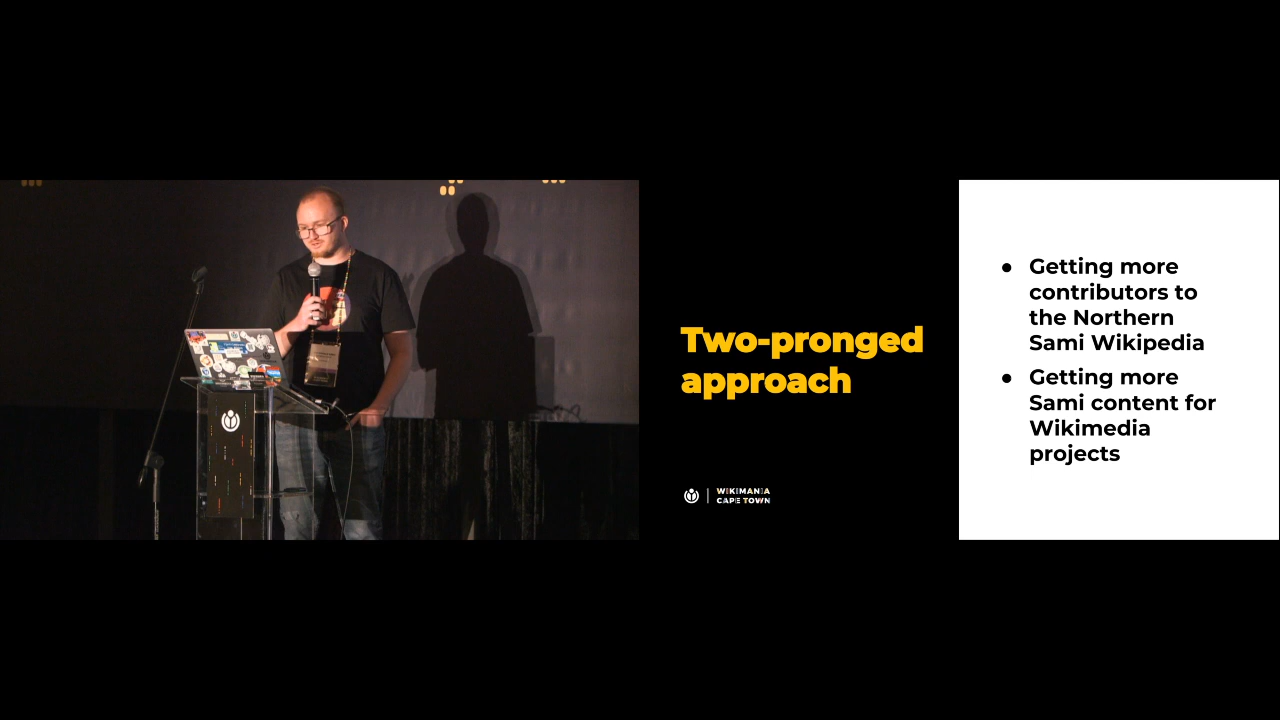 Two-pronged
approach
WIKIMANIA
CAPE TOWN
● Getting more
contributors to
the Northern
Sami Wikipedia
● Getting more
Sami content for
Wikimedia
projects